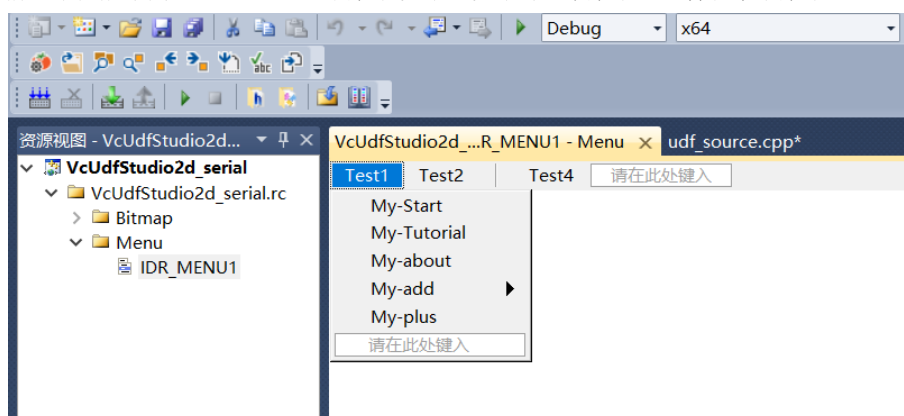 Debug x64
资源视图 - VcUdfStudio2d...
VcUdfStudio2d_...R_MENU1 - Menu udf_source.cpp*
VcUdfStudio2d_serial
VcUdfStudio2d_serial.rc
Bitmap
Menu
IDR_MENU1
Test1 Test2 Test4 请在此处键入
My-Start
My-Tutorial
My-about
My-add
My-plus
请在此处键入